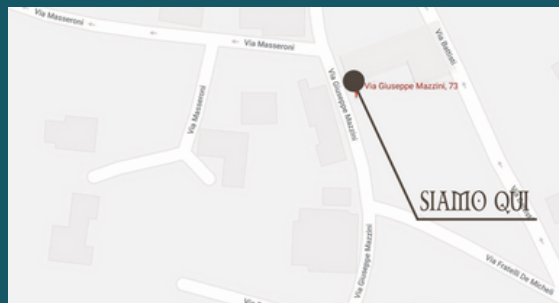 Via Masseroni
Via Masseroni
Via Battisti
Via Masseroni
Via Giuseppe Mazzini
Via Giuseppe Mazzini, 73
SIAMO QUI
Via Giuseppe Mazzini
Via Fratelli De Micheli